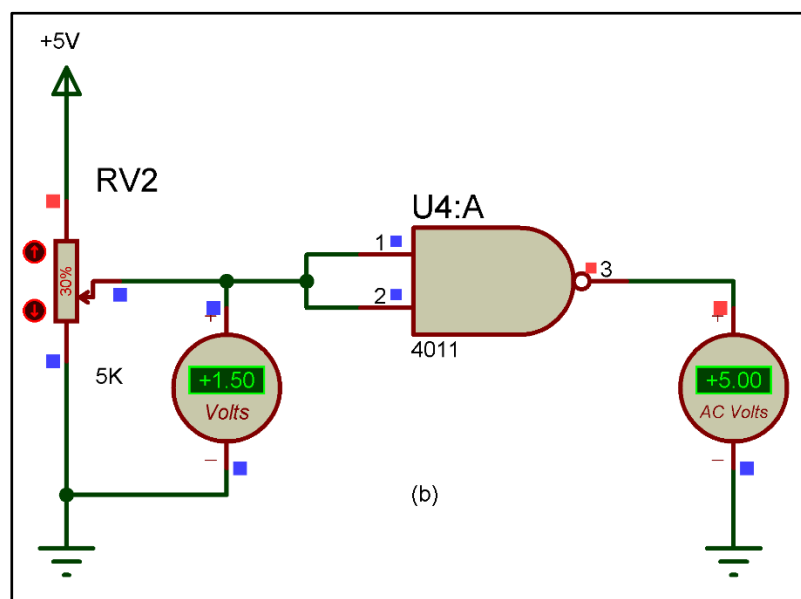 +5V
RV2
30%
5K
+
+1.50
Volts
−
U4:A
1
2
3
4011
+
+5.00
AC Volts
−
(b)